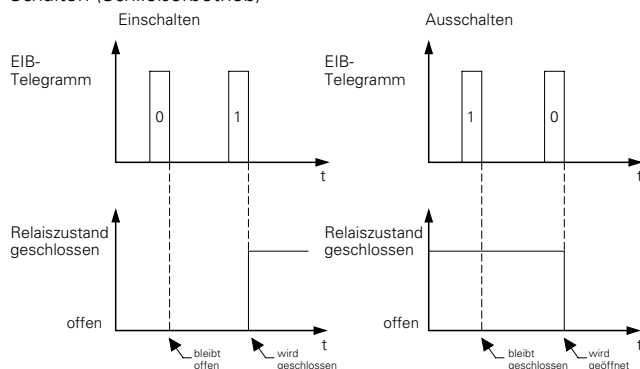 Schalten (Schließerbetrieb)
Einschalten
Ausschalten
EIB-
Telegramm
0
1
t
EIB-
Telegramm
1
0
t
Relaiszustand
geschlossen
offen
t
bleibt
offen
wird
geschlossen
Relaiszustand
geschlossen
offen
t
bleibt
geschlossen
wird
geöffnet